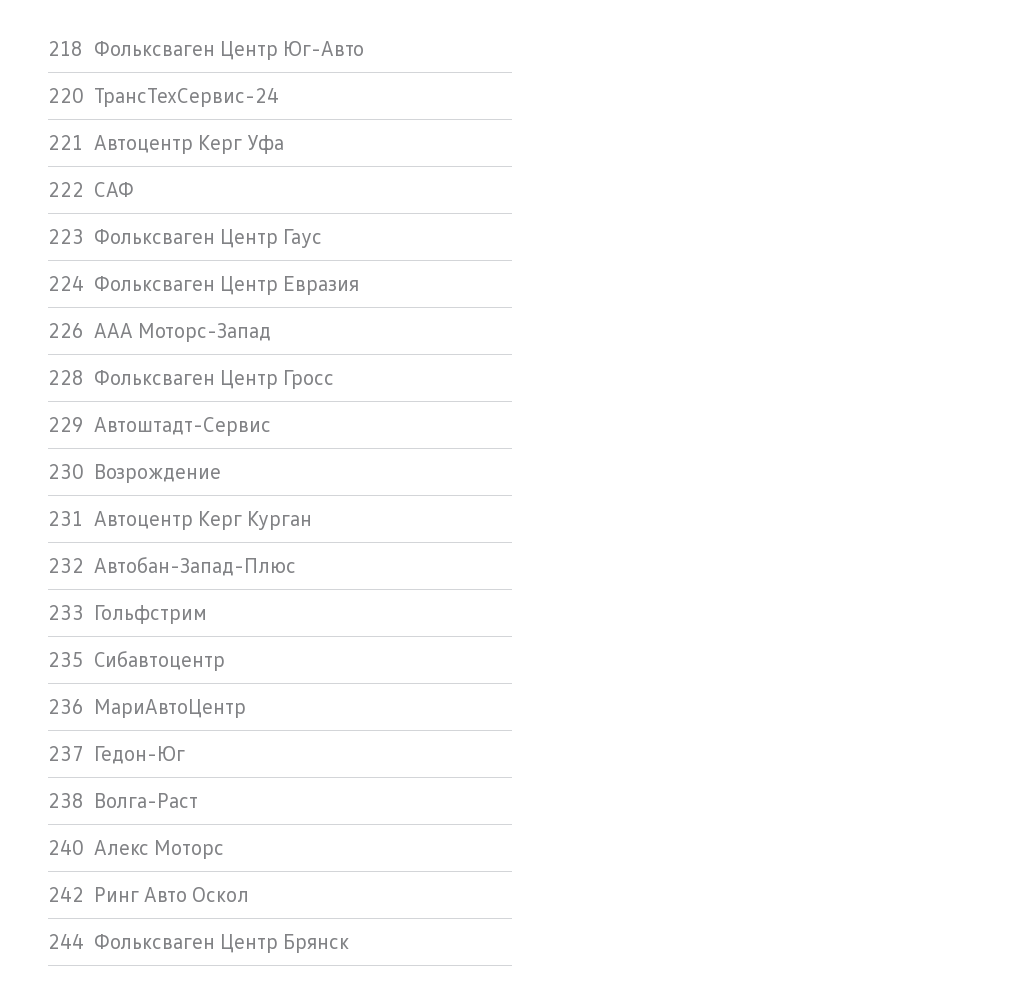 218 Фольксваген Центр Юг-Авто
220 ТрансТехСервис-24
221 Автоцентр Керг Уфа
222 САФ
223 Фольксваген Центр Гаус
224 Фольксваген Центр Евразия
226 ААА Моторс-Запад
228 Фольксваген Центр Гросс
229 Автоштадт-Сервис
230 Возрождение
231 Автоцентр Керг Курган
232 Автобан-Запад-Плюс
233 Гольфстрим
235 Сибавтоцентр
236 МариАвтоЦентр
237 Гедон-Юг
238 Волга-Раст
240 Алекс Моторс
242 Ринг Авто Оскол
244 Фольксваген Центр Брянск